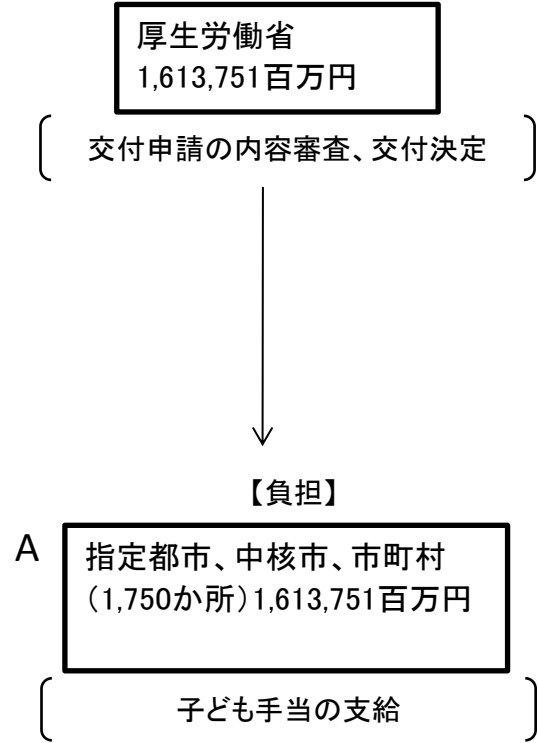 厚生労働省
1,613,751百万円
交付申請の内容審査、交付決定
【負担】
A
指定都市、中核市、市町村
（1,750か所）1,613,751百万円
子ども手当の支給